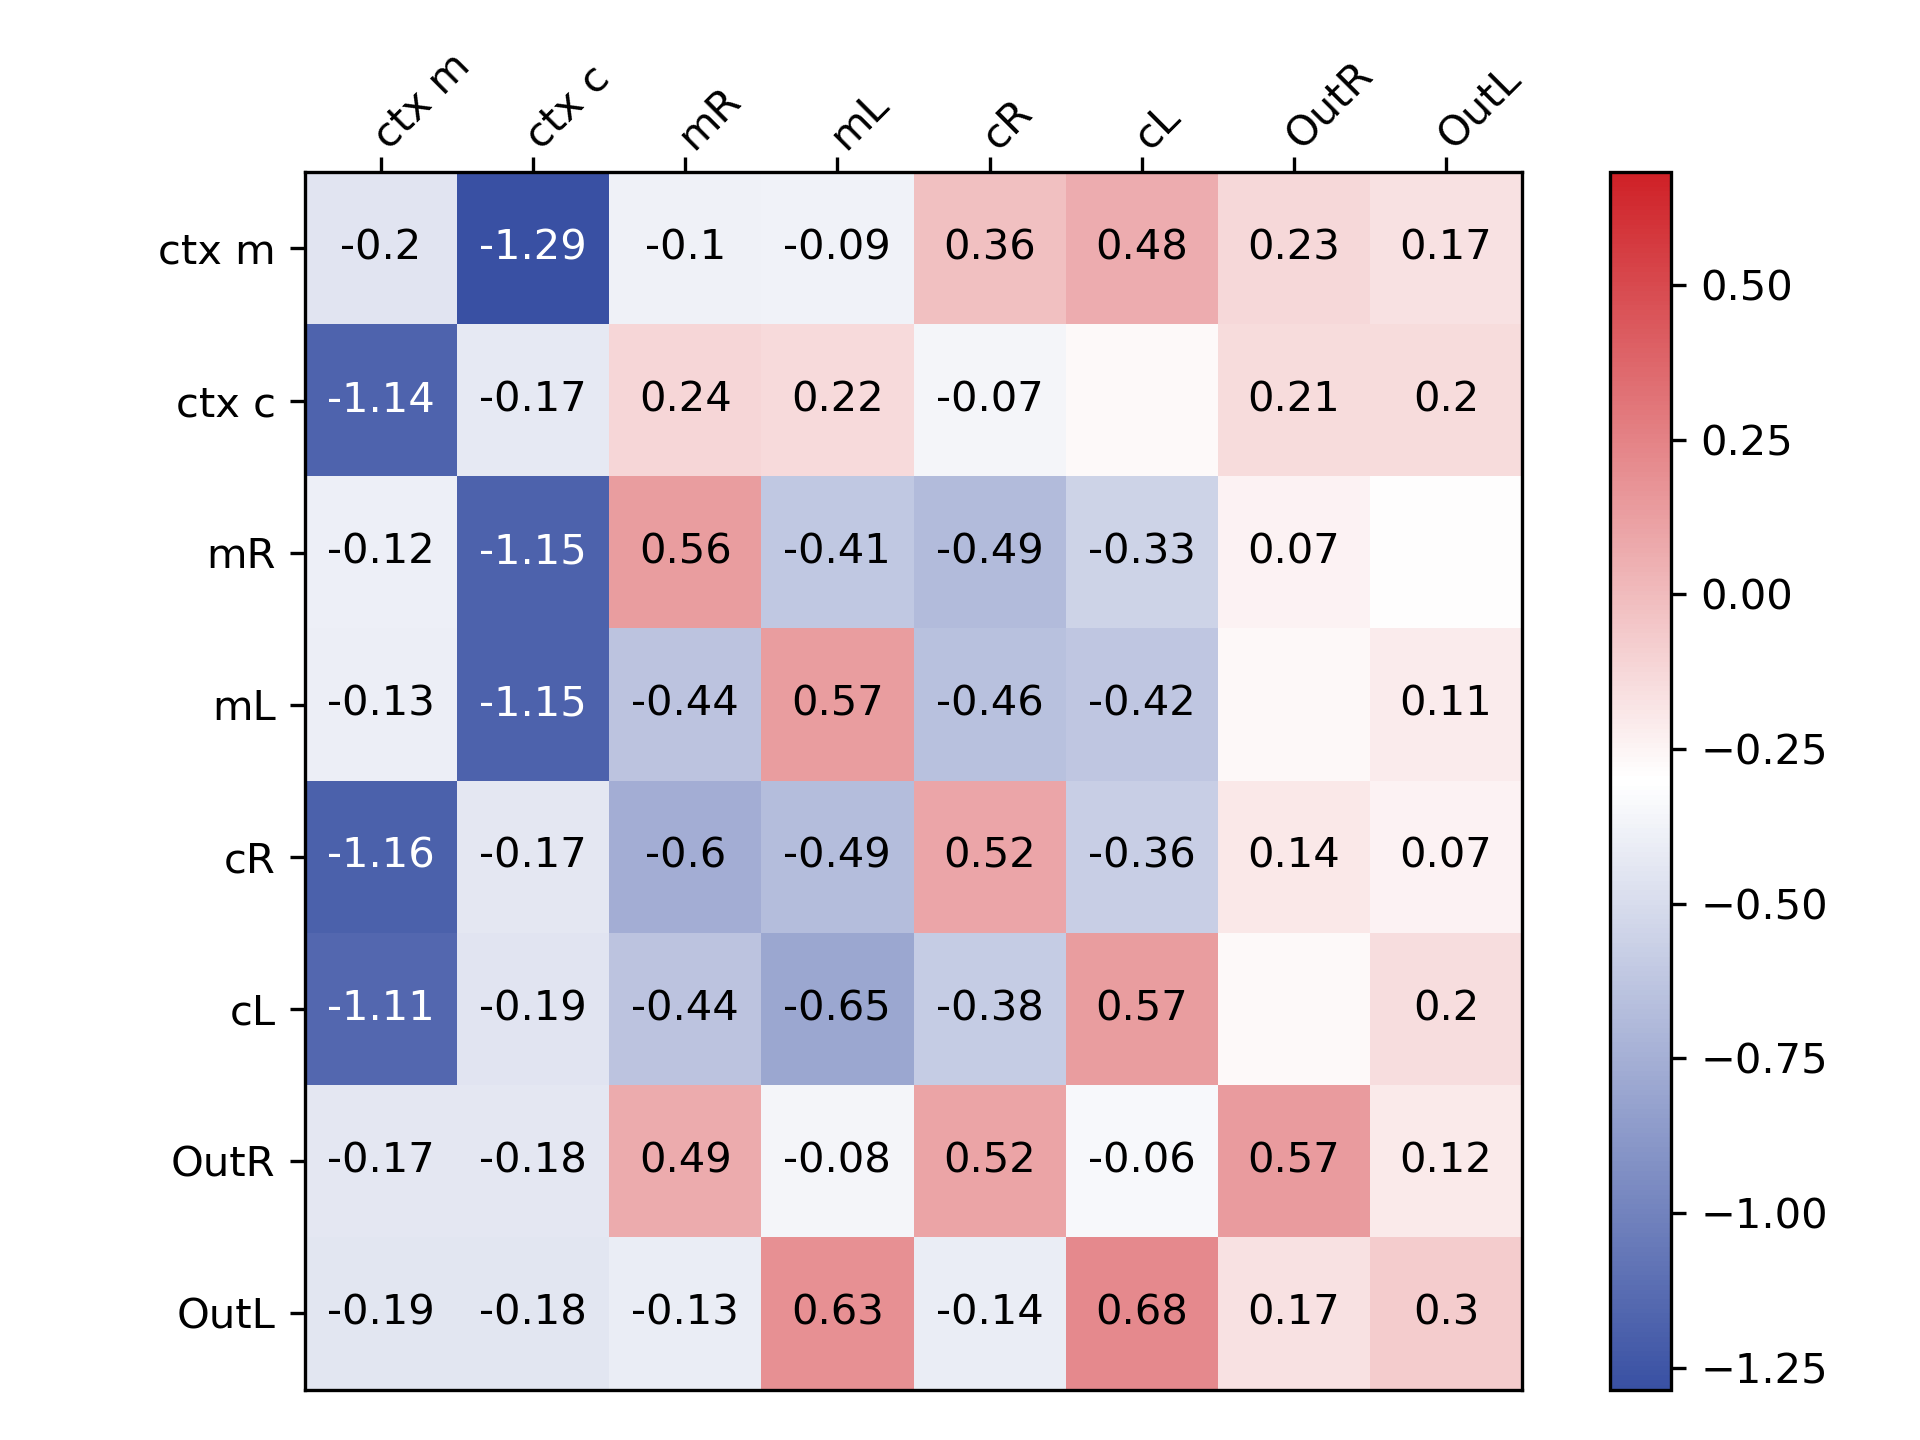 ctx m ctx c mR mL cR cL OutR OutL
ctx m -0.2 -1.29 -0.1 -0.09 0.36 0.48 0.23 0.17
ctx c -1.14 -0.17 0.24 0.22 -0.07 0.21 0.2
mR -0.12 -1.15 0.56 -0.41 -0.49 -0.33 0.07
mL -0.13 -1.15 -0.44 0.57 -0.46 -0.42 0.11
cR -1.16 -0.17 -0.6 -0.49 0.52 -0.36 0.14 0.07
cL -1.11 -0.19 -0.44 -0.65 -0.38 0.57 0.2
OutR -0.17 -0.18 0.49 -0.08 0.52 -0.06 0.57 0.12
OutL -0.19 -0.18 -0.13 0.63 -0.14 0.68 0.17 0.3
0.50
0.25
0.00
−0.25
−0.50
−0.75
−1.00
−1.25